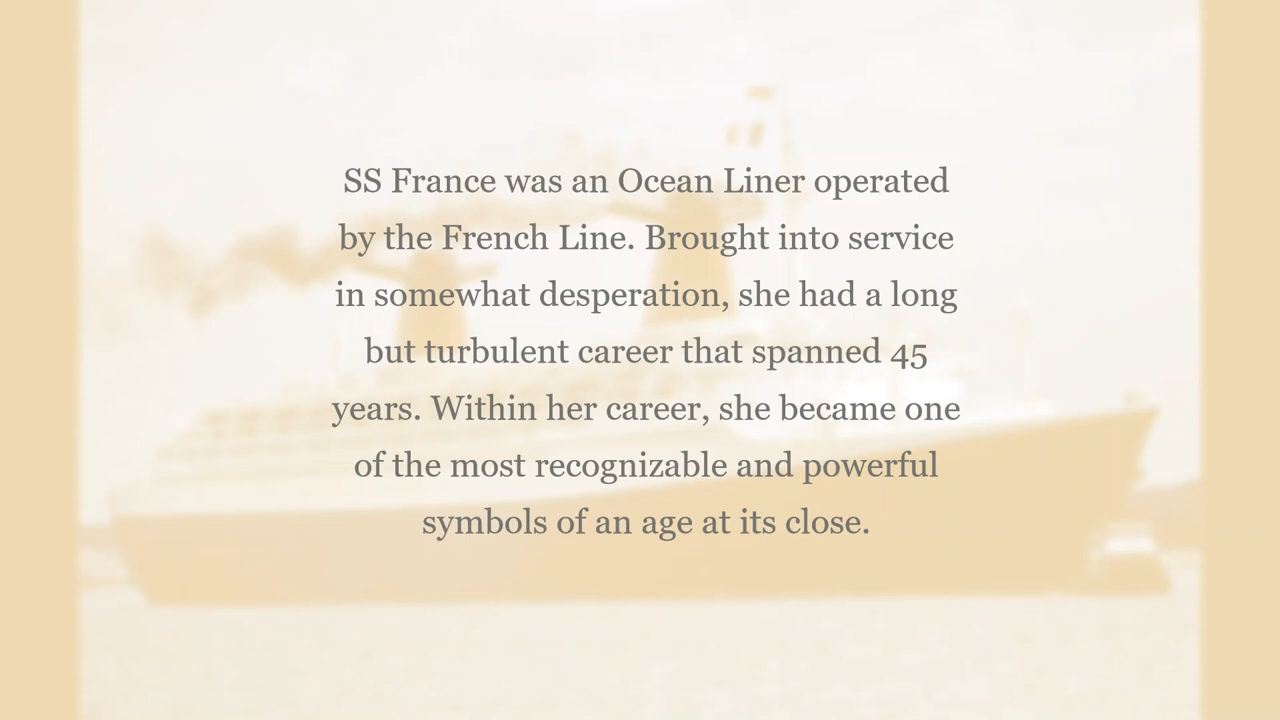 SS France was an Ocean Liner operated
by the French Line. Brought into service
in somewhat desperation, she had a long
but turbulent career that spanned 45
years. Within her career, she became one
of the most recognizable and powerful
symbols of an age at its close.